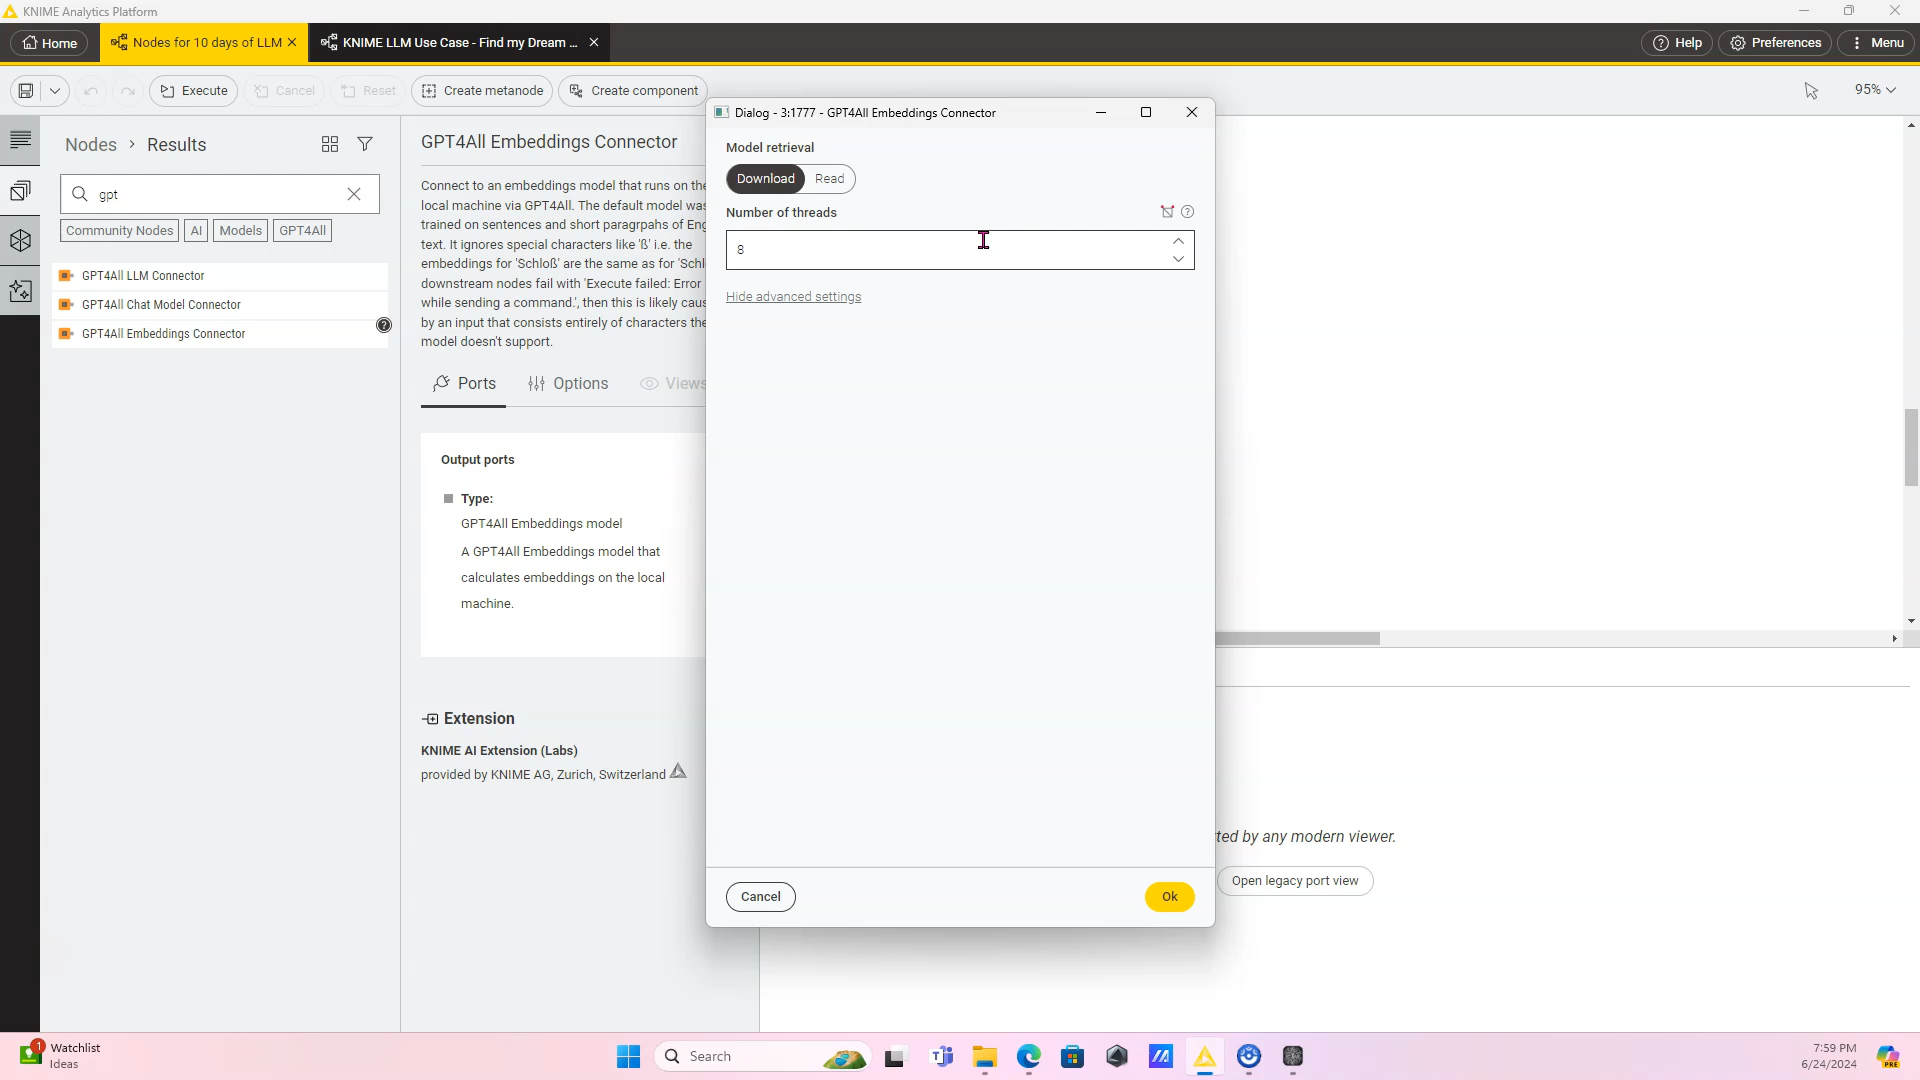 KNIME Analytics Platform
Home
Nodes for 10 days of LLM
KNIME LLM Use Case - Find my Dream ...
Help
Preferences
Menu
Execute
Cancel
Reset
Create metanode
Create component
95%
Nodes > Results
gpt
Community Nodes
AI
Models
GPT4All
GPT4All LLM Connector
GPT4All Chat Model Connector
GPT4All Embeddings Connector
?
GPT4All Embeddings Connector
Connect to an embeddings model that runs on the
local machine via GPT4All. The default model was
trained on sentences and short paragrpahs of Eng
text. It ignores special characters like 'ß' i.e. the
embeddings for 'Schloß' are the same as for 'Schl
downstream nodes fail with 'Execute failed: Error
while sending a command.', then this is likely caus
by an input that consists entirely of characters the
model doesn't support.
Ports
Options
Views
Output ports
Type:
GPT4All Embeddings model
A GPT4All Embeddings model that
calculates embeddings on the local
machine.
Extension
KNIME AI Extension (Labs)
provided by KNIME AG, Zurich, Switzerland
Dialog - 3:1777 - GPT4All Embeddings Connector
Model retrieval
Download
Read
Number of threads
?
8
Hide advanced settings
Cancel
Ok
ted by any modern viewer.
Open legacy port view
1
Watchlist
Ideas
Search
7:59 PM
6/24/2024
PRE